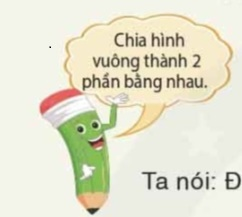 Chia hình
vuông thành 2
phần bằng nhau.
Ta nói: Đ